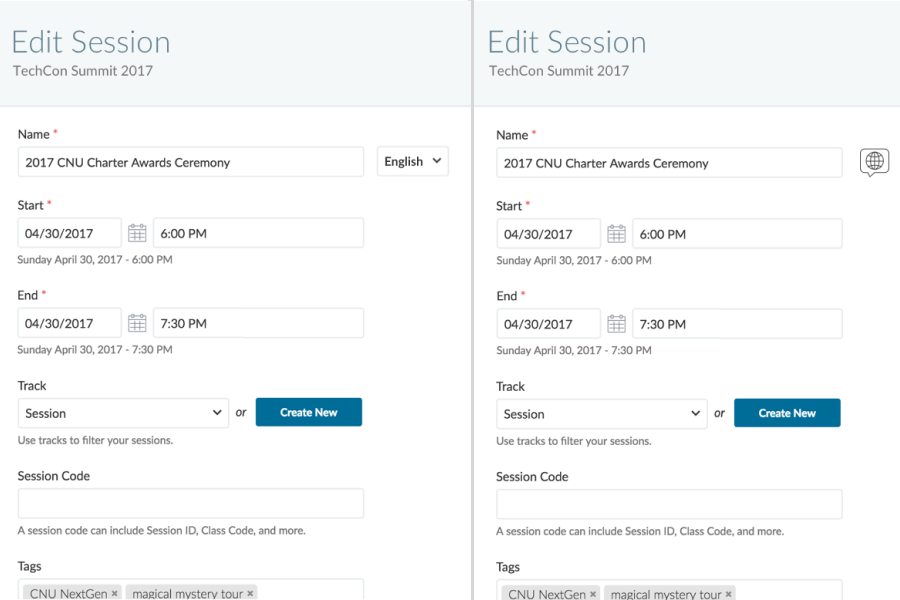 Edit Session
TechCon Summit 2017
Name *
2017 CNU Charter Awards Ceremony
English
Start *
04/30/2017
6:00 PM
Sunday April 30, 2017 - 6:00 PM
End *
04/30/2017
7:30 PM
Sunday April 30, 2017 - 7:30 PM
Track
Session
or
Create New
Use tracks to filter your sessions.
Session Code
A session code can include Session ID, Class Code, and more.
Tags
CNU NextGen ×
magical mystery tour ×
Edit Session
TechCon Summit 2017
Name *
2017 CNU Charter Awards Ceremony
Start *
04/30/2017
6:00 PM
Sunday April 30, 2017 - 6:00 PM
End *
04/30/2017
7:30 PM
Sunday April 30, 2017 - 7:30 PM
Track
Session
or
Create New
Use tracks to filter your sessions.
Session Code
A session code can include Session ID, Class Code, and more.
Tags
CNU NextGen ×
magical mystery tour ×